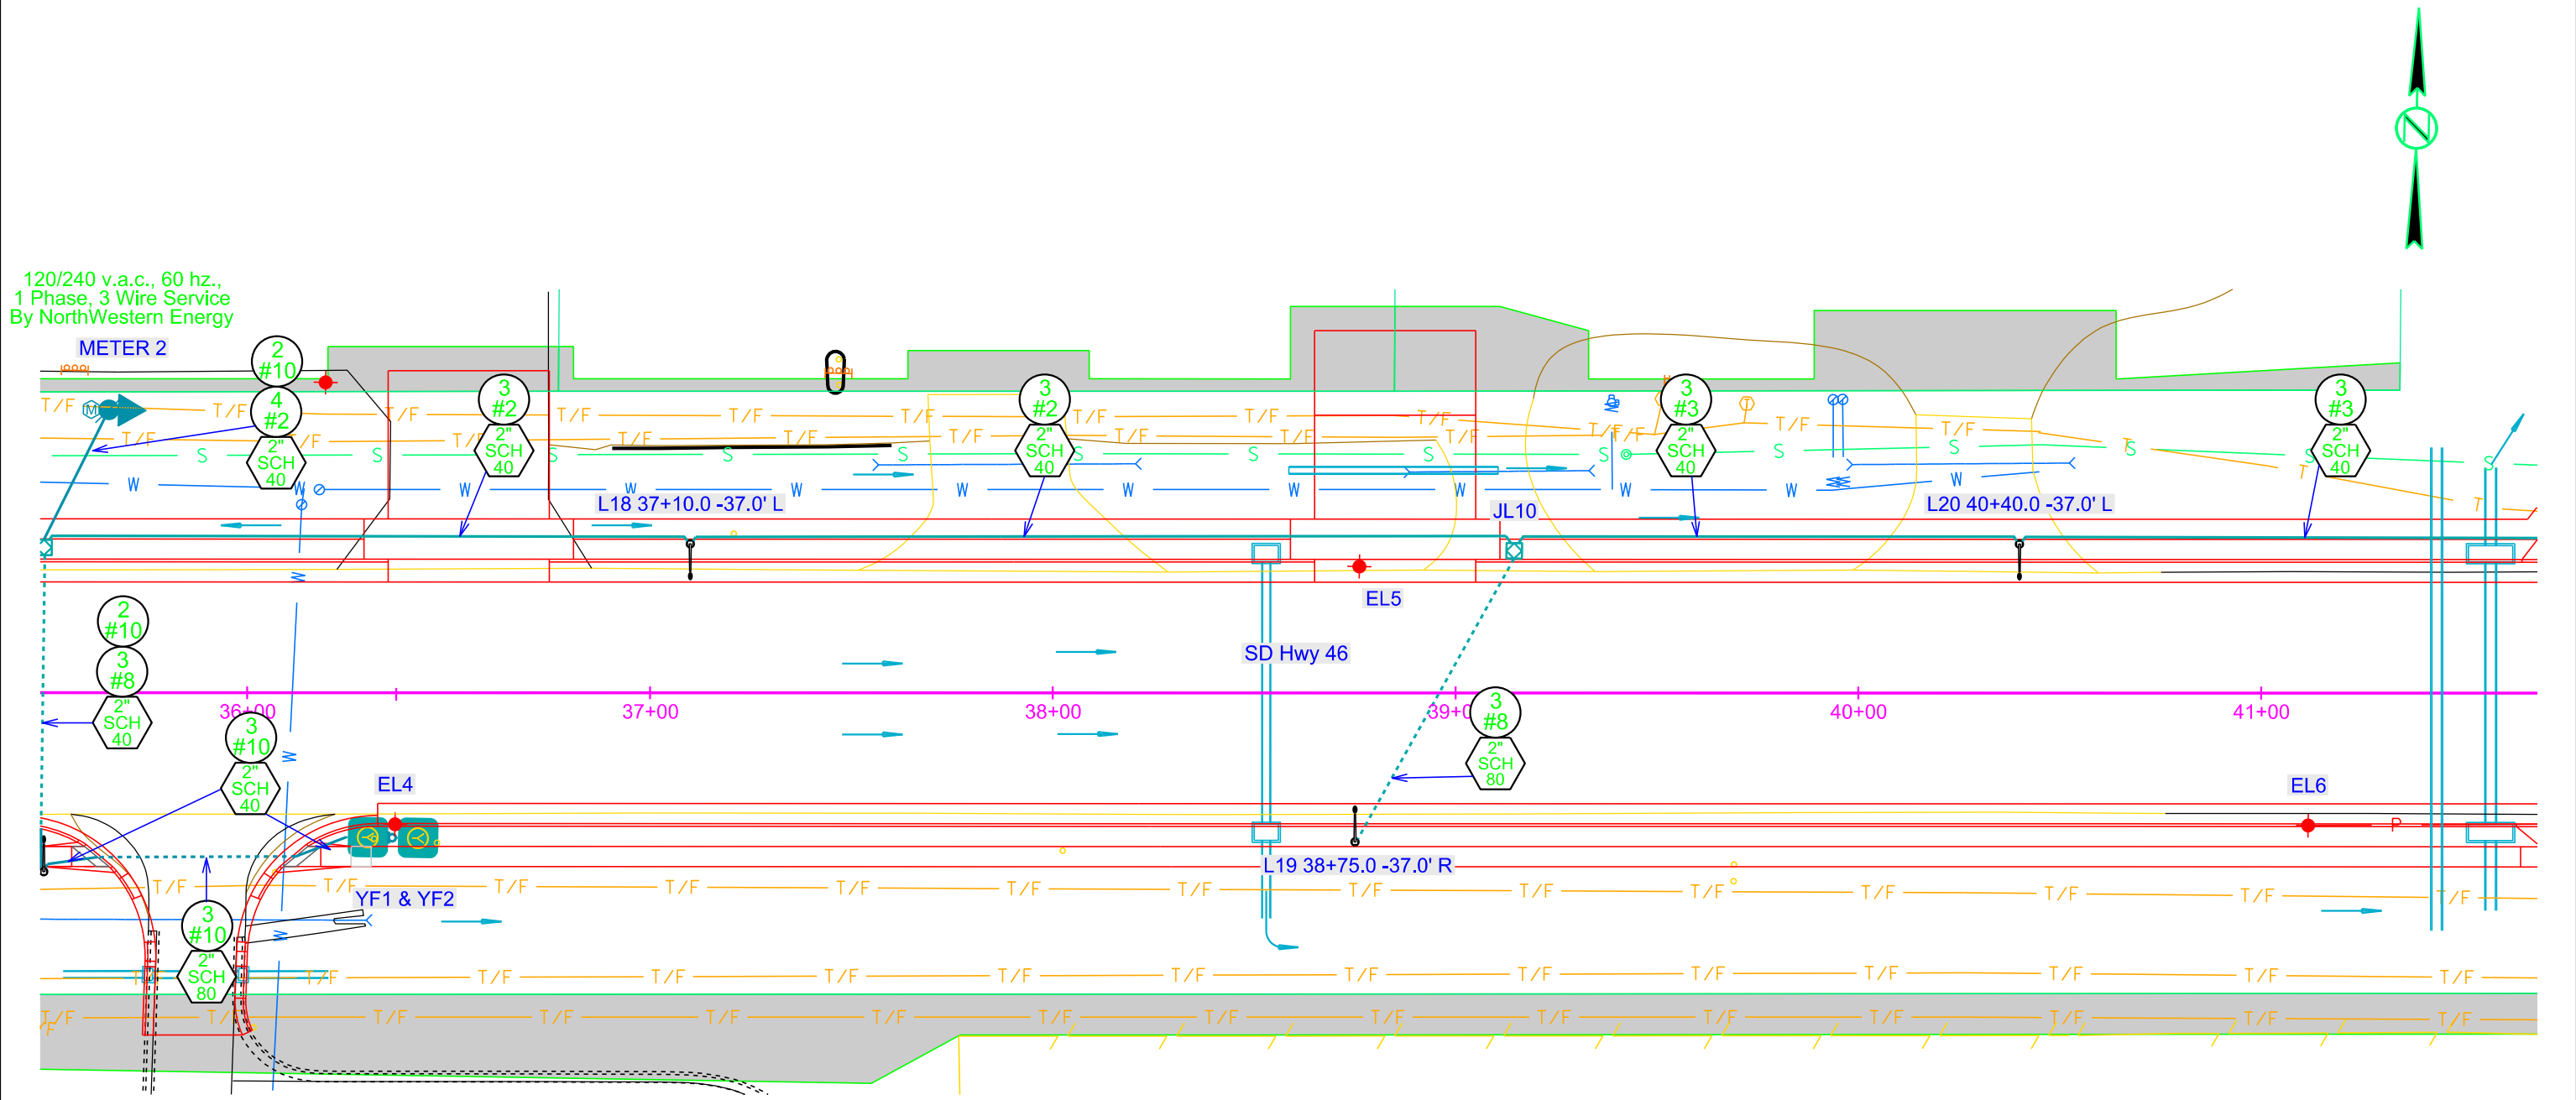 120/240 v.a.c., 60 hz.,
1 Phase, 3 Wire Service
By NorthWestern Energy
METER 2
2
#10
4
#2
2"
SCH
40
3
#2
2"
SCH
40
3
#2
2"
SCH
40
3
#3
2"
SCH
40
3
#3
2"
SCH
40
N
M
T/F T/F T/F T/F T/F T/F T/F T/F
T/F T/F T/F T/F T/F T/F T/F T/F T/F T/F T/F
T
T T T
S S S S S S S S S S S
W W W W W W W W W W W W
L18 37+10.0 -37.0' L
JL10
L20 40+40.0 -37.0' L
W
EL5
2
#10
3
#8
2"
SCH
40
SD Hwy 46
36+00 37+00 38+00 39+0 40+00 41+00
3
#10
2"
SCH
40
W
3
#8
2"
SCH
80
EL4
EL6
Y Y
P
L19 38+75.0 -37.0' R
T/F T/F T/F T/F T/F T/F T/F T/F T/F T/F T/F T/F T/F T/F
YF1 & YF2
W
3
#10
2"
SCH
80
T/F T/F T/F T/F T/F T/F T/F T/F T/F T/F T/F T/F T/F
T/F T/F T/F T/F T/F T/F T/F T/F T/F T/F T/F T/F T/F T/F T/F